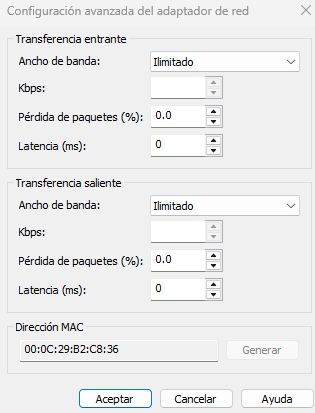 Configuración avanzada del adaptador de red
Transferencia entrante
Ancho de banda: Ilimitado
Kbps:
Pérdida de paquetes (%): 0.0
Latencia (ms): 0
Transferencia saliente
Ancho de banda: Ilimitado
Kbps:
Pérdida de paquetes (%): 0.0
Latencia (ms): 0
Dirección MAC
00:0C:29:B2:C8:36 Generar
Aceptar Cancelar Ayuda